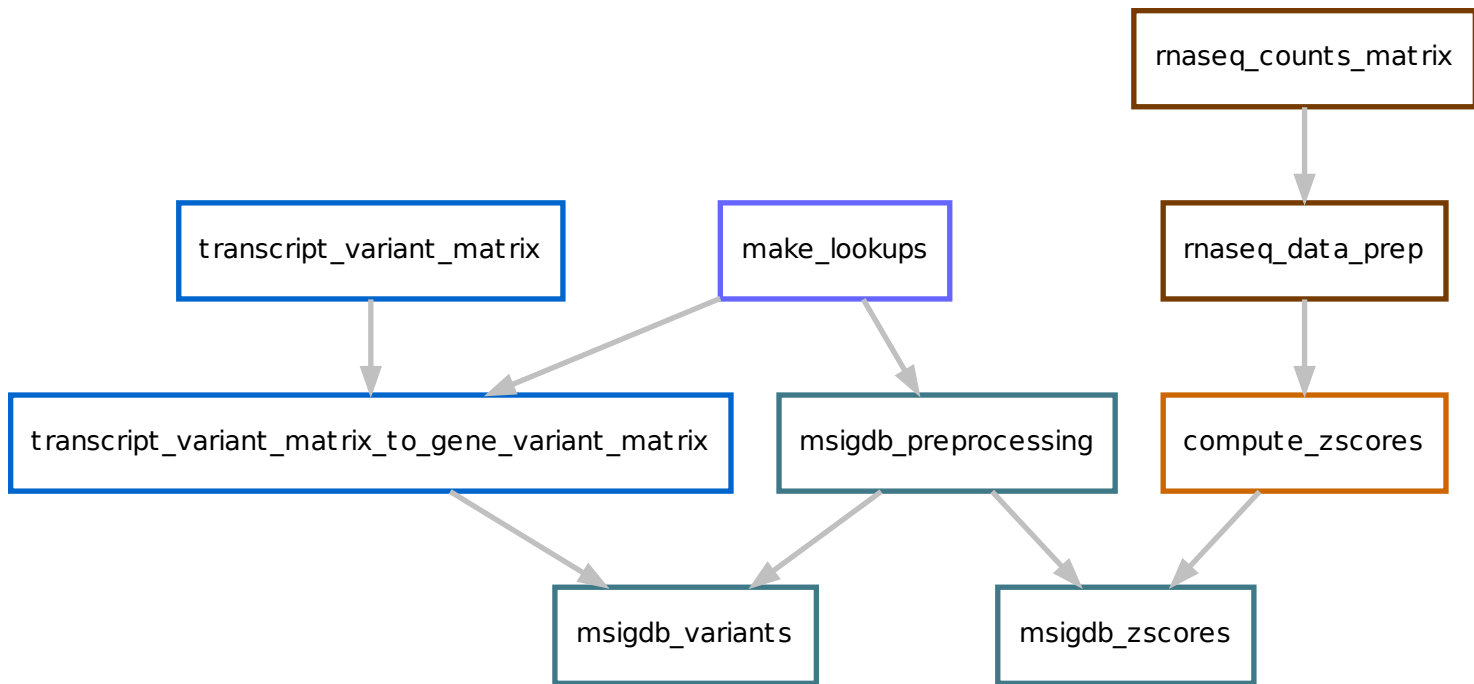 rnaseq_counts_matrix
transcript_variant_matrix
make_lookups
rnaseq_data_prep
transcript_variant_matrix_to_gene_variant_matrix
msigdb_preprocessing
compute_zscores
msigdb_variants
msigdb_zscores